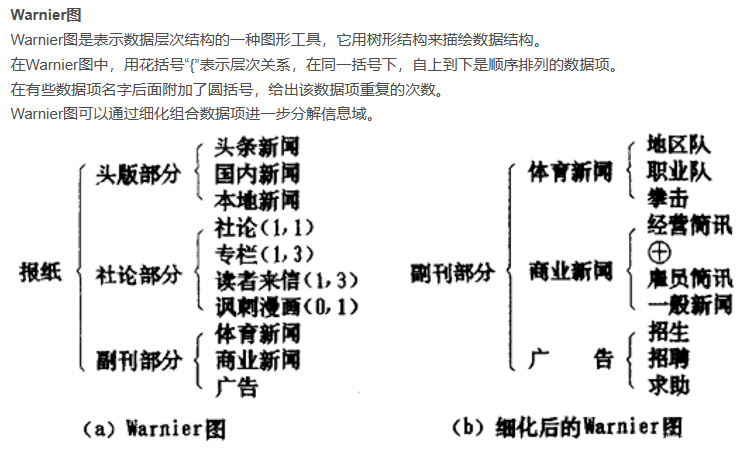 Warnier图
Warnier图是表示数据层次结构的一种图形工具，它用树形结构来描绘数据结构。
在Warnier图中，用花括号“{”表示层次关系，在同一括号下，自上到下是顺序排列的数据项。
在有些数据项名字后面附加了圆括号，给出该数据项重复的次数。
Warnier图可以通过细化组合数据项进一步分解信息域。
报纸
头版部分
头条新闻
国内新闻
本地新闻
社论部分
社论(1,1)
专栏(1,3)
读者来信(1,3)
讽刺漫画(0,1)
副刊部分
体育新闻
商业新闻
广告
(a) Warnier图
副刊部分
体育新闻
地区队
职业队
拳击
商业新闻
经营简讯
⊕
雇员简讯
一般新闻
广 告
招生
招聘
求助
(b) 细化后的Warnier图